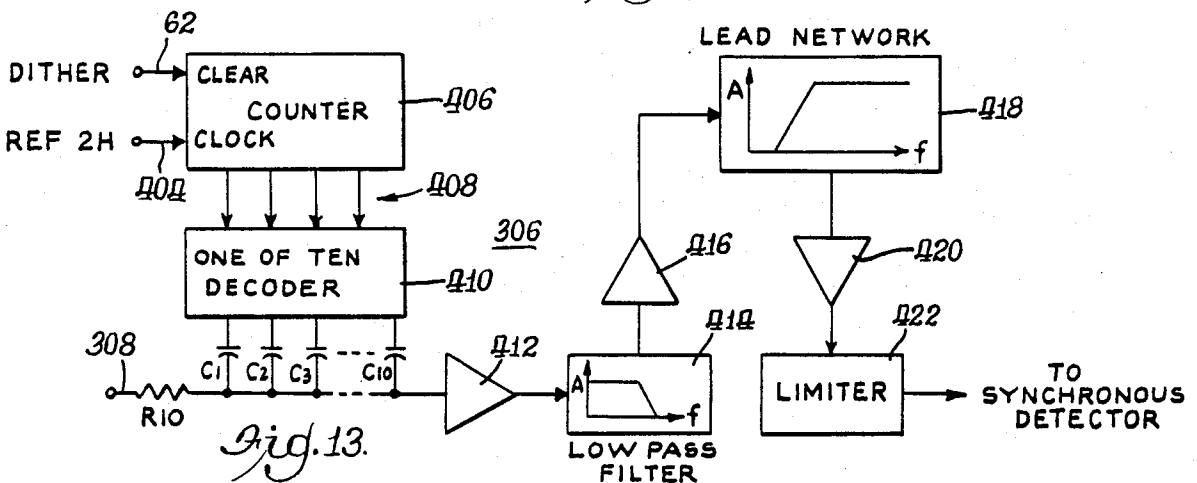 LEAD NETWORK
62
DITHER
CLEAR
COUNTER
406
REF 2H
CLOCK
404
408
A
f
418
ONE OF TEN
DECODER
410
306
416
420
308
R10
C1
C2
C3
C10
412
A
f
414
LOW PASS
FILTER
422
LIMITER
TO
SYNCHRONOUS
DETECTOR
Fig. 13.